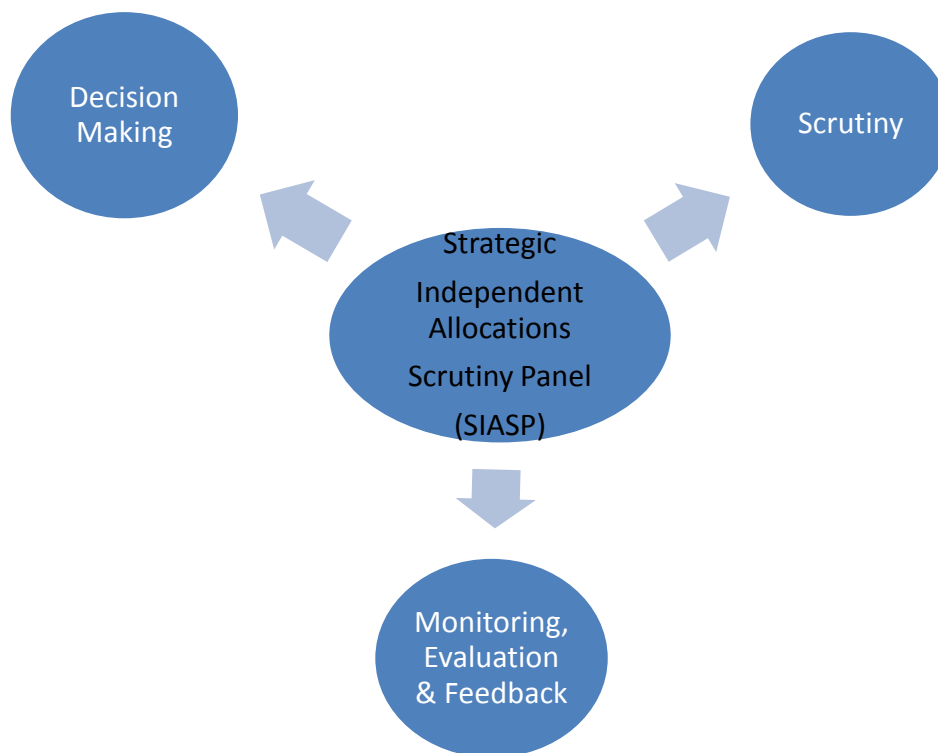 Decision
Making
Scrutiny
Strategic
Independent
Allocations
Scrutiny Panel
(SIASP)
Monitoring,
Evaluation
& Feedback